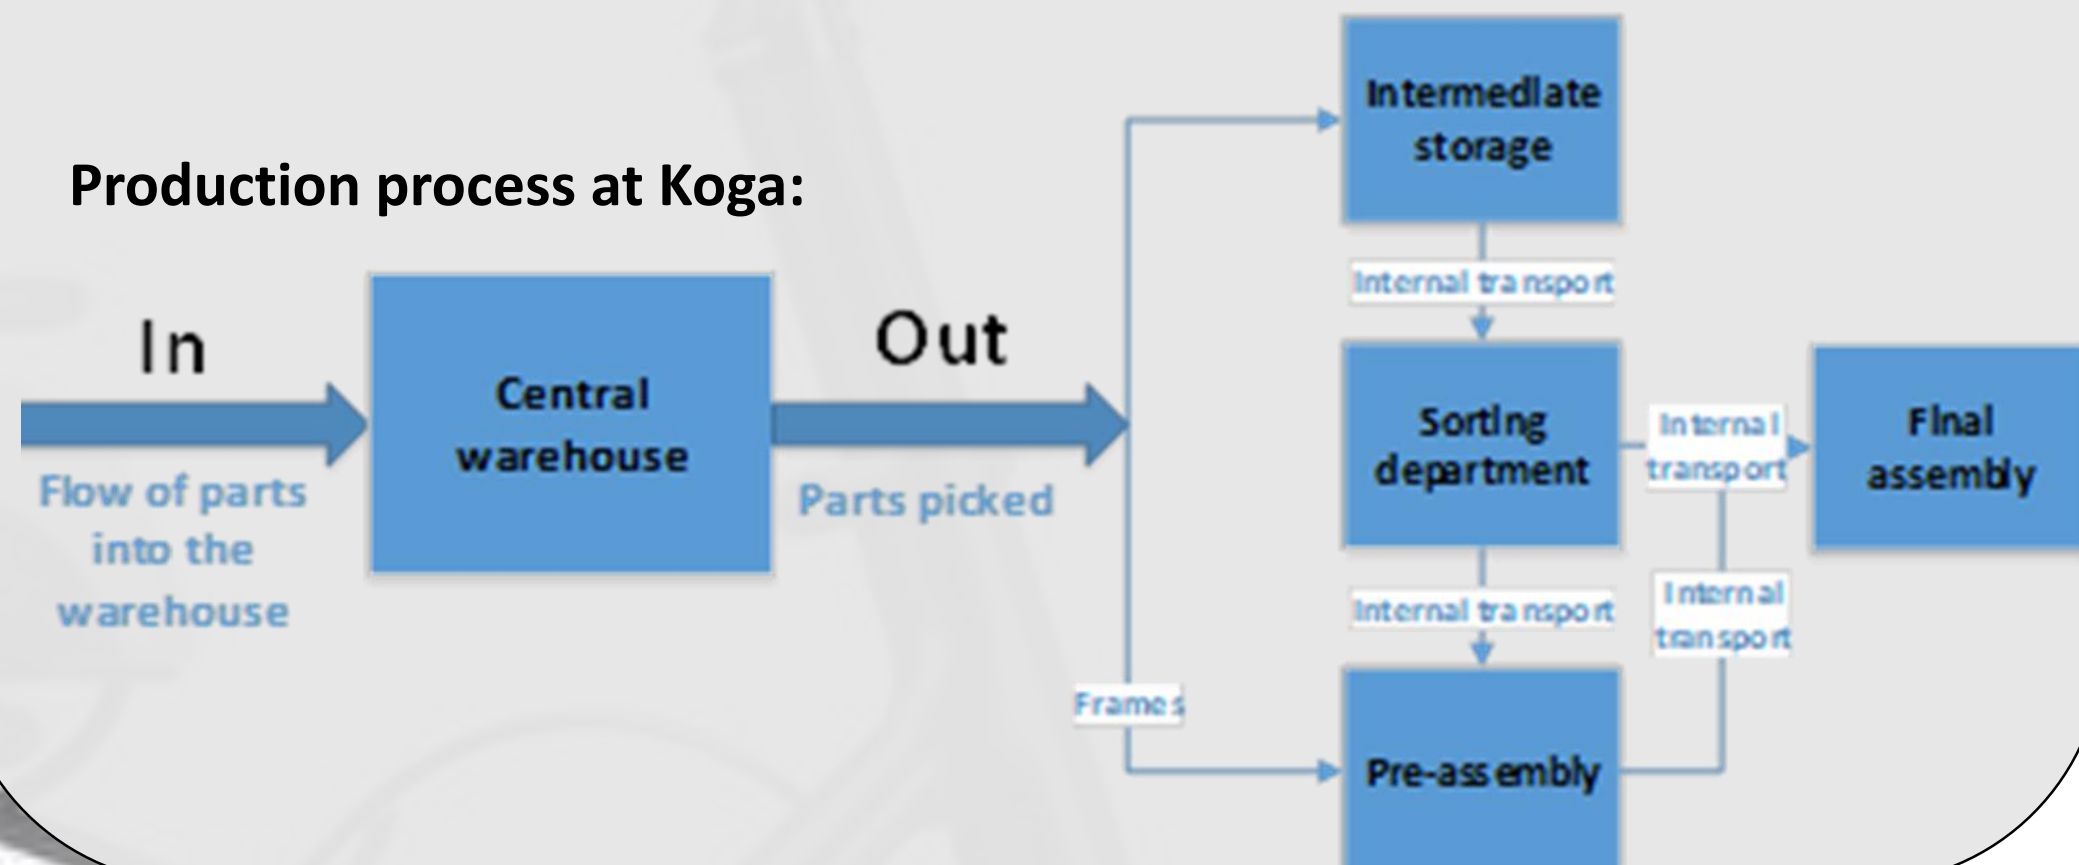 Production process at Koga:
In
Flow of parts
into the
warehouse
Central
warehouse
Out
Parts picked
Frames
Intermediate
storage
Internal transport
Sorting
department
Internal transport
Pre-assembly
Internal
transport
Internal
transport
Final
assembly